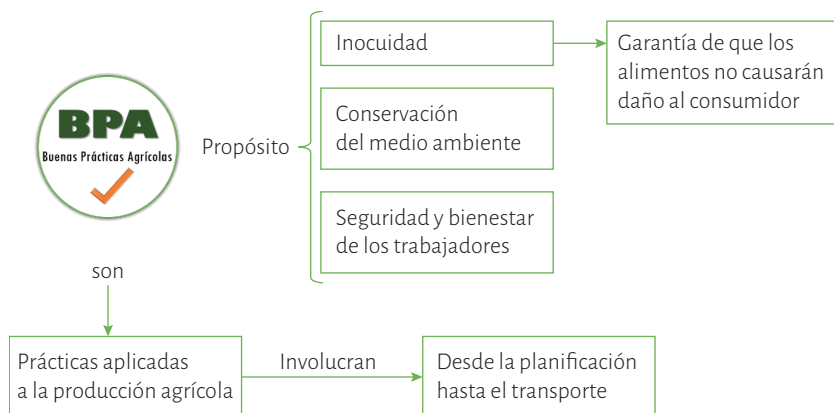 BPA
Buenas Prácticas Agrícolas
Propósito
Inocuidad
Garantía de que los
alimentos no causarán
daño al consumidor
Conservación
del medio ambiente
Seguridad y bienestar
de los trabajadores
son
Prácticas aplicadas
a la producción agrícola
Involucran
Desde la planificación
hasta el transporte